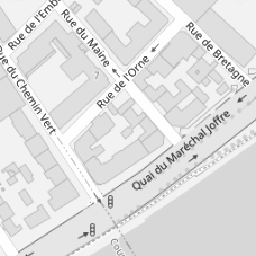 Rue de l'Emb
Rue du Maine
Rue de Bretagne
Rue de l'Orne
Rue du Chemin Vert
Quai du Maréchal Joffre
Cou